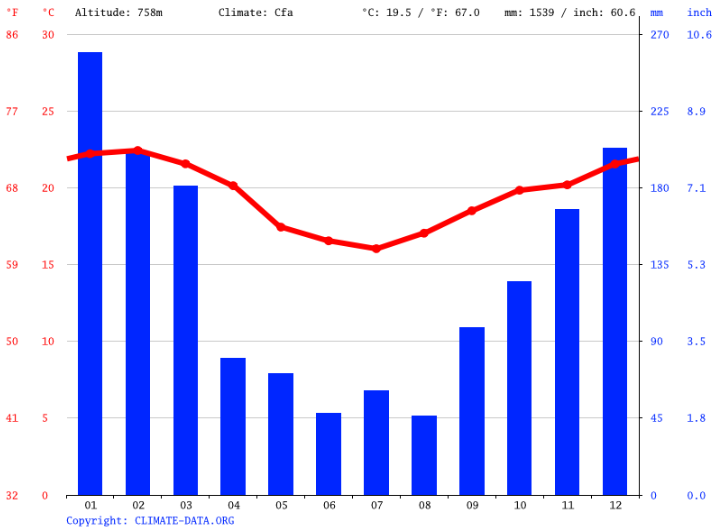 °F °C Altitude: 758m Climate: Cfa °C: 19.5 / °F: 67.0 mm: 1539 / inch: 60.6 mm inch
86 30 270 10.6
77 25 225 8.9
68 20 180 7.1
59 15 135 5.3
50 10 90 3.5
41 5 45 1.8
32 0 0 0.0
01 02 03 04 05 06 07 08 09 10 11 12
Copyright: CLIMATE-DATA.ORG